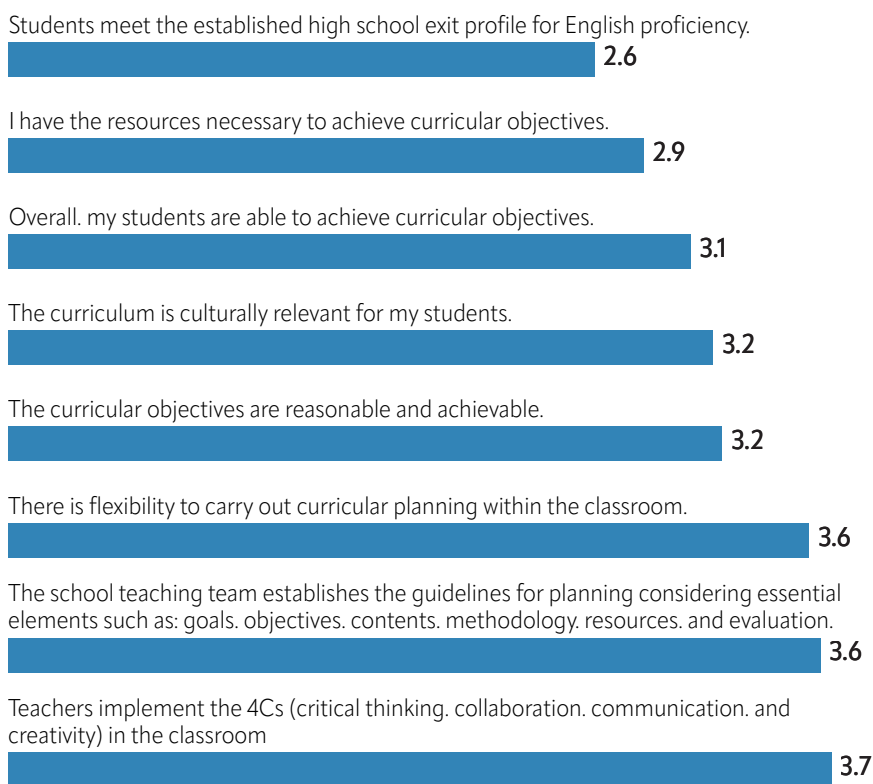 Students meet the established high school exit profile for English proficiency.
2.6
I have the resources necessary to achieve curricular objectives.
2.9
Overall. my students are able to achieve curricular objectives.
3.1
The curriculum is culturally relevant for my students.
3.2
The curricular objectives are reasonable and achievable.
3.2
There is flexibility to carry out curricular planning within the classroom.
3.6
The school teaching team establishes the guidelines for planning considering essential
elements such as: goals. objectives. contents. methodology. resources. and evaluation.
3.6
Teachers implement the 4Cs (critical thinking. collaboration. communication. and
creativity) in the classroom
3.7